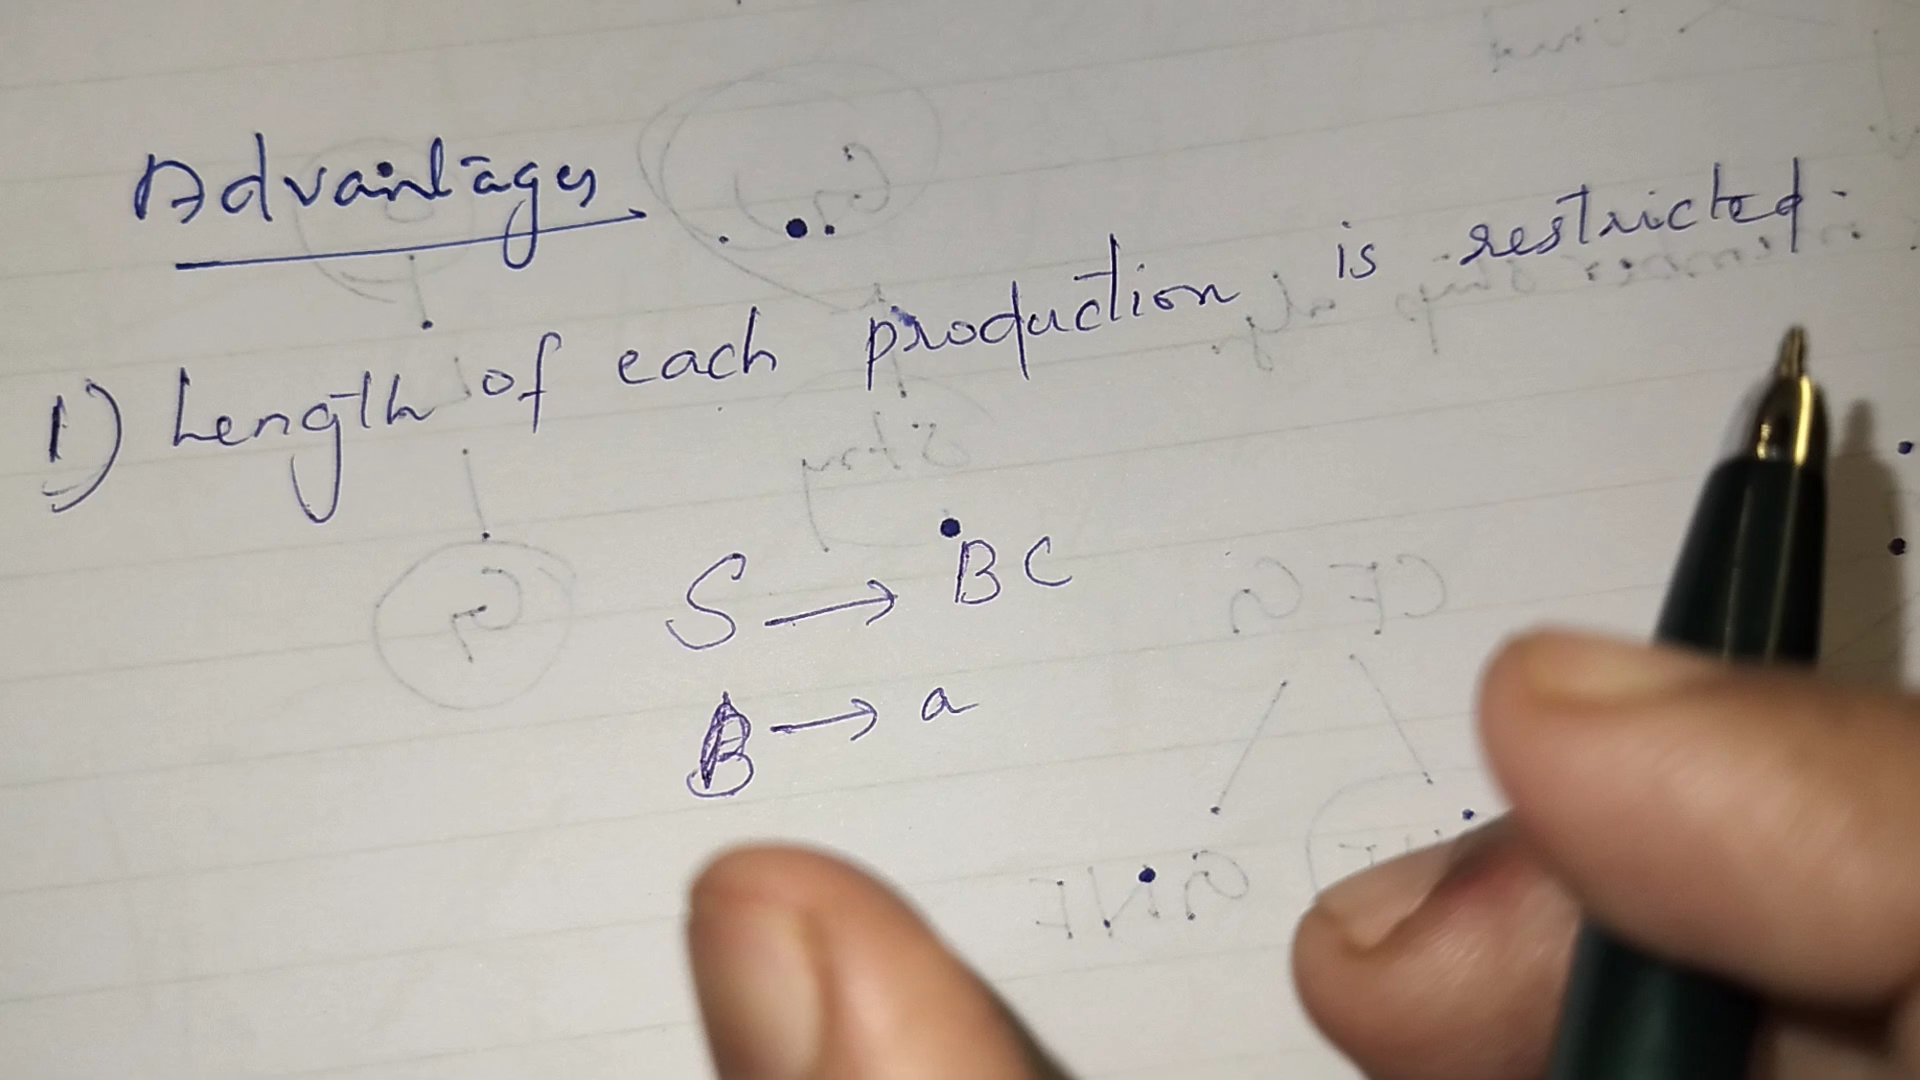 Advantages
1) Length of each production is restricted.
S → BC
B → a